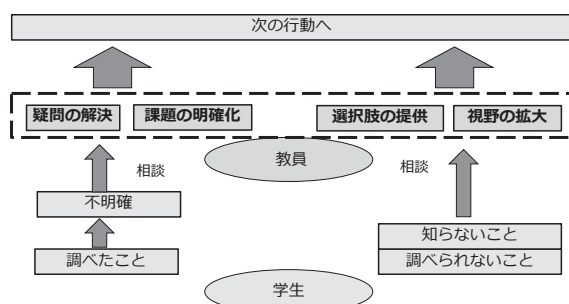 次の行動へ
疑問の解決
課題の明確化
選択肢の提供
視野の拡大
教員
相談
相談
不明確
知らないこと
調べたこと
調べられないこと
学生